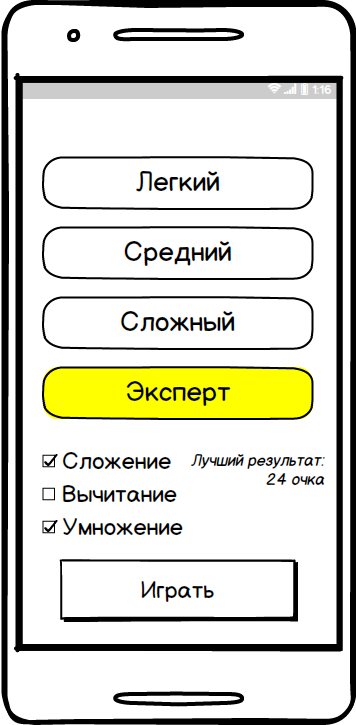 1:16
Легкий
Средний
Сложный
Эксперт
Сложение
Лучший результат:
24 очка
Вычитание
Умножение
Играть